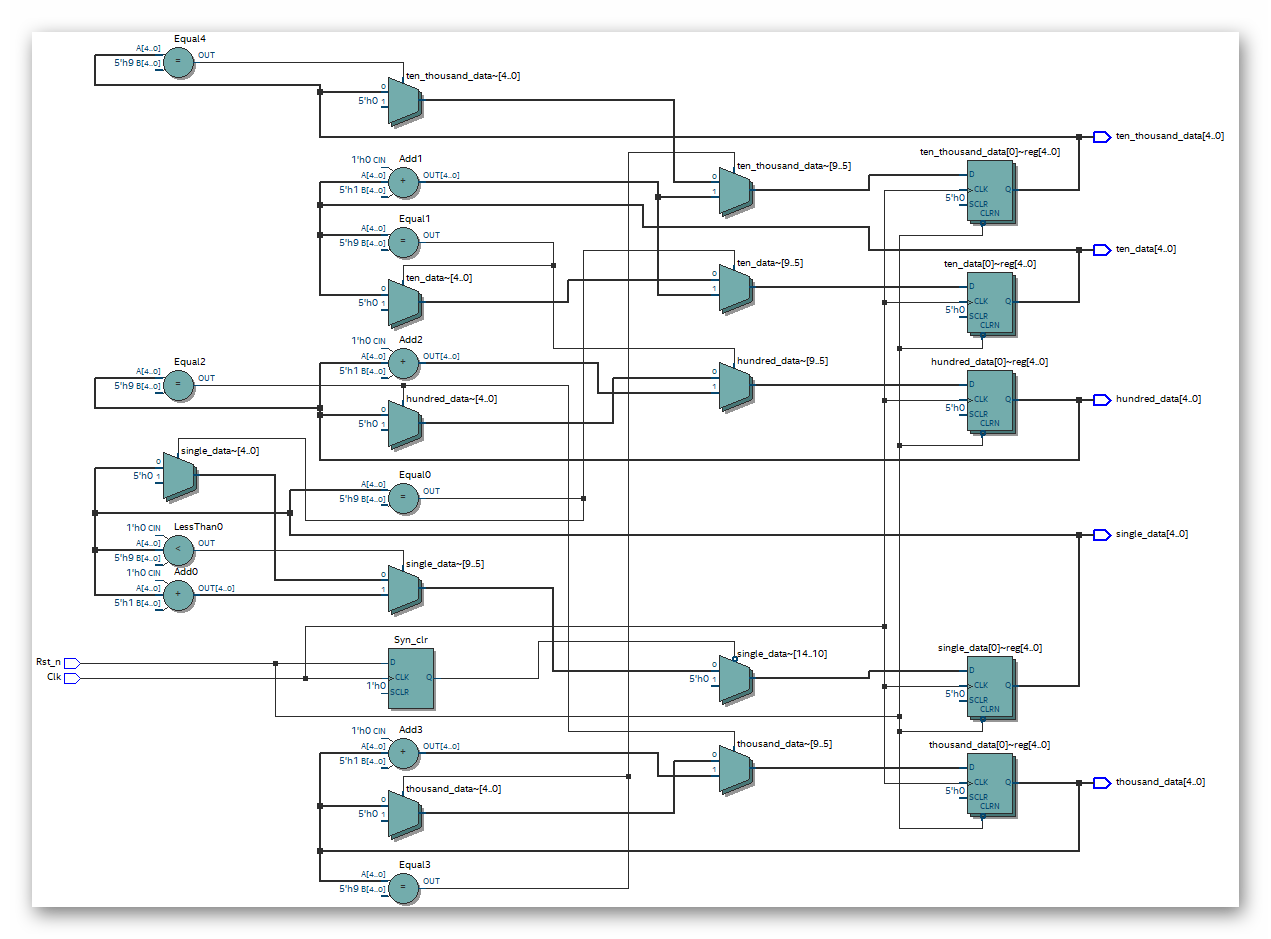 Equal4
A[4..0]
5'h9 B[4..0]
=
OUT
ten_thousand_data~[4..0]
0
5'h0 1
ten_thousand_data[4..0]
1'h0 CIN
Add1
A[4..0]
5'h1 B[4..0]
+
OUT[4..0]
ten_thousand_data~[9..5]
0
1
ten_thousand_data[0]~reg[4..0]
D
CLK
5'h0
SCLR
CLRN
Q
Equal1
A[4..0]
5'h9 B[4..0]
=
OUT
ten_data[4..0]
ten_data~[4..0]
0
5'h0 1
ten_data~[9..5]
0
1
ten_data[0]~reg[4..0]
D
CLK
5'h0
SCLR
CLRN
Q
1'h0 CIN
Add2
A[4..0]
5'h1 B[4..0]
+
OUT[4..0]
Equal2
A[4..0]
5'h9 B[4..0]
=
OUT
hundred_data~[9..5]
0
1
hundred_data[0]~reg[4..0]
D
CLK
5'h0
SCLR
CLRN
Q
hundred_data[4..0]
hundred_data~[4..0]
0
5'h0 1
single_data~[4..0]
0
5'h0 1
Equal0
A[4..0]
5'h9 B[4..0]
=
OUT
1'h0 CIN
LessThan0
A[4..0]
5'h9 B[4..0]
<
OUT
single_data[4..0]
1'h0 CIN
Add0
A[4..0]
5'h1 B[4..0]
+
OUT[4..0]
single_data~[9..5]
0
1
Rst_n
Clk
Syn_clr
D
CLK
1'h0
SCLR
Q
single_data~[14..10]
0
5'h0 1
single_data[0]~reg[4..0]
D
CLK
5'h0
SCLR
CLRN
Q
1'h0 CIN
Add3
A[4..0]
5'h1 B[4..0]
+
OUT[4..0]
thousand_data~[9..5]
0
1
thousand_data[0]~reg[4..0]
D
CLK
5'h0
SCLR
CLRN
Q
thousand_data[4..0]
thousand_data~[4..0]
0
5'h0 1
Equal3
A[4..0]
5'h9 B[4..0]
=
OUT